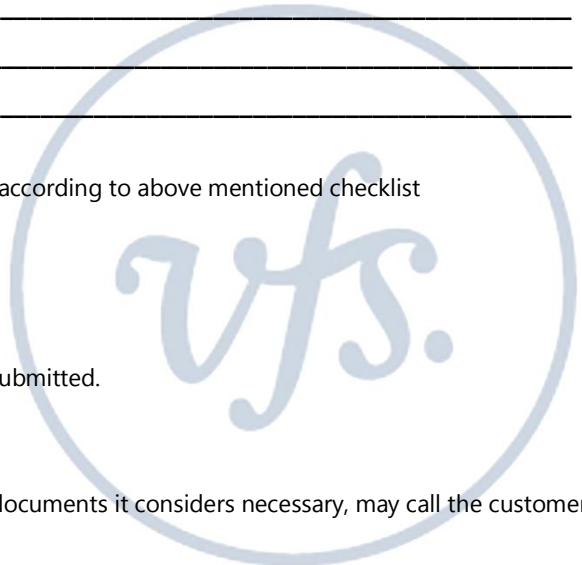 according to above mentioned checklist
vfs.
ubmitted.
documents it considers necessary, may call the customer